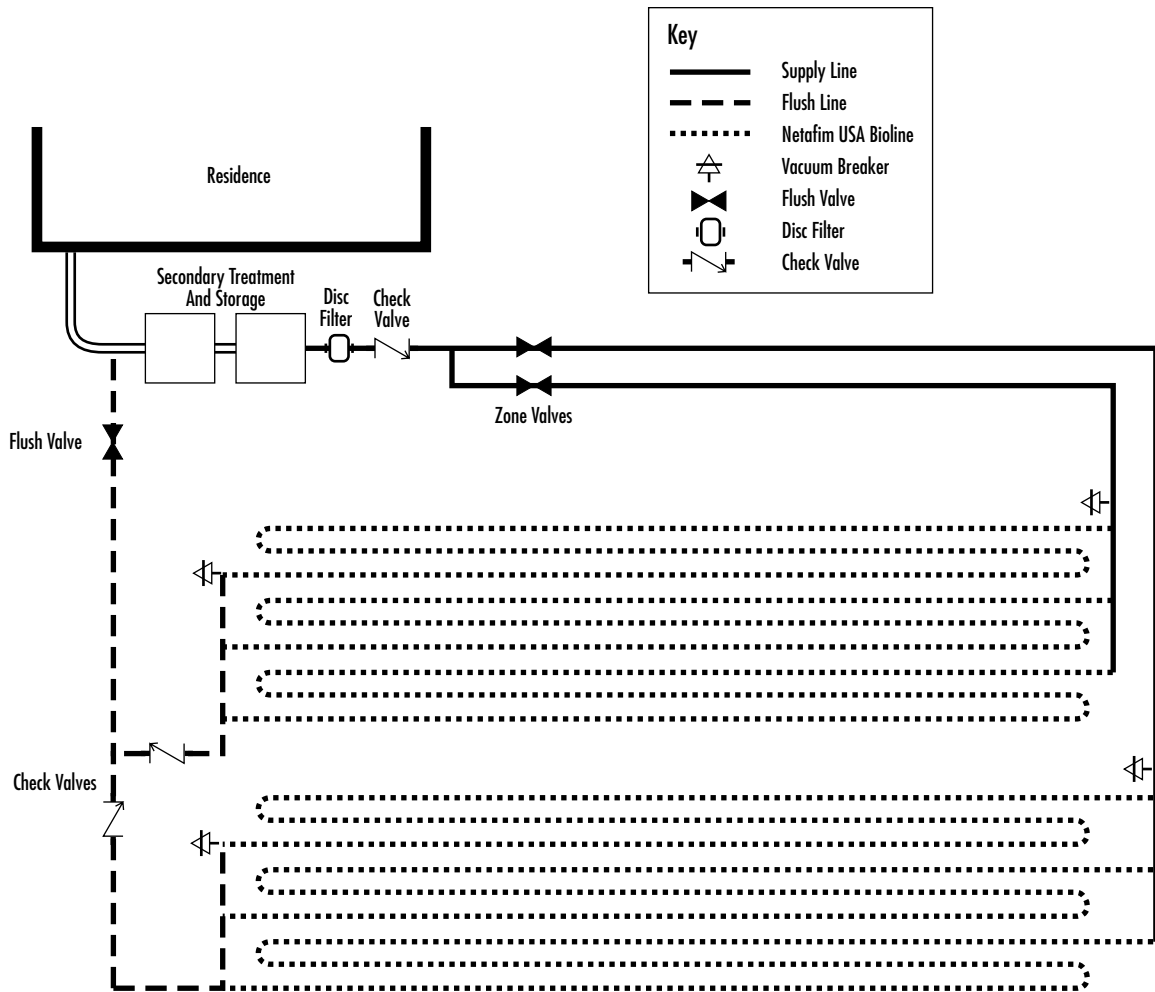 Key
Supply Line
Flush Line
Netafim USA Bioline
Vacuum Breaker
Flush Valve
Disc Filter
Check Valve
Residence
Secondary Treatment
And Storage
Disc
Filter
Check
Valve
Zone Valves
Flush Valve
Check Valves